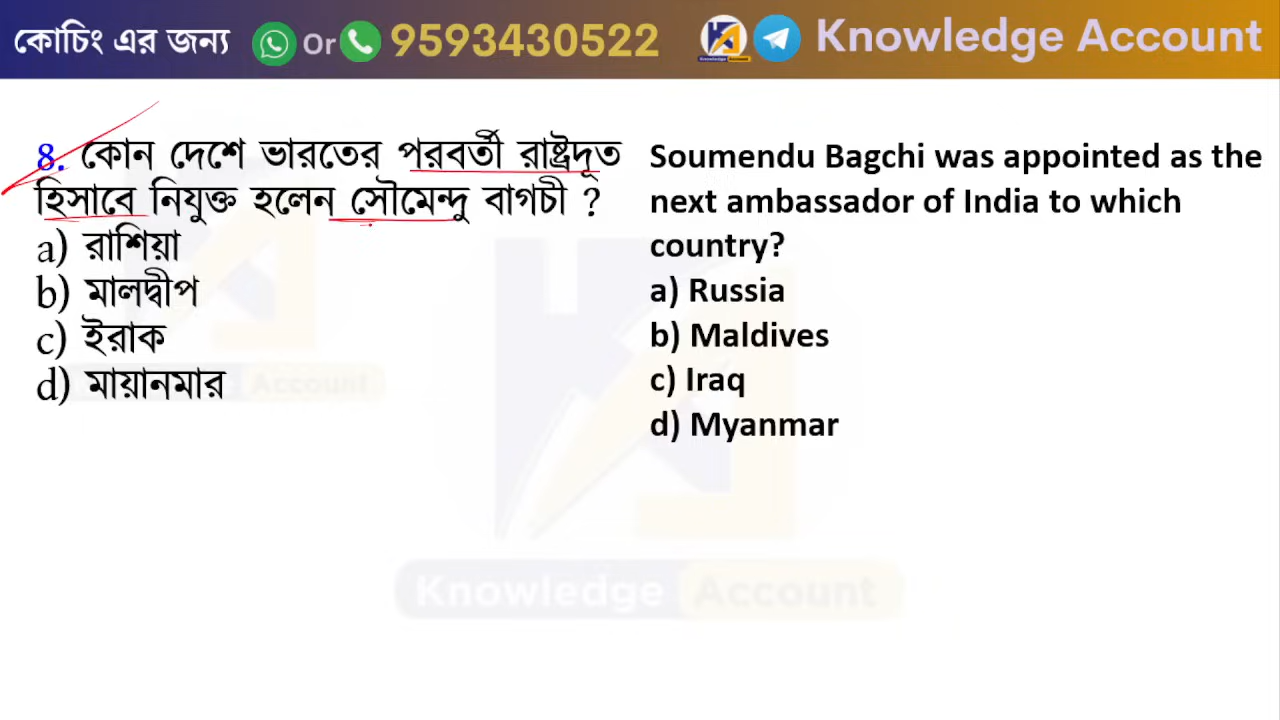 কোচিং এর জন্য Or 9593430522 Knowledge Account
8. কোন দেশে ভারতের পরবর্তী রাষ্ট্রদূত
হিসাবে নিযুক্ত হলেন সৌমেন্দু বাগচী ?
a) রাশিয়া
b) মালদ্বীপ
c) ইরাক
d) মায়ানমার
Soumendu Bagchi was appointed as the
next ambassador of India to which
country?
a) Russia
b) Maldives
c) Iraq
d) Myanmar
Account
Knowledge Account